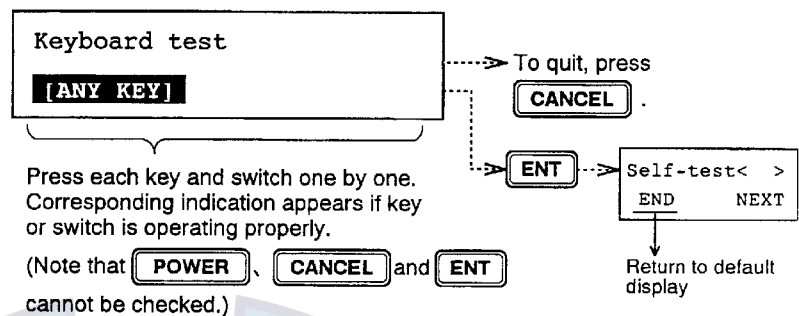 Keyboard test
[ANY KEY]
To quit, press
CANCEL .
ENT
Self-test< >
END NEXT
Return to default
display
Press each key and switch one by one.
Corresponding indication appears if key
or switch is operating properly.
(Note that POWER 、 CANCEL and ENT
cannot be checked.)